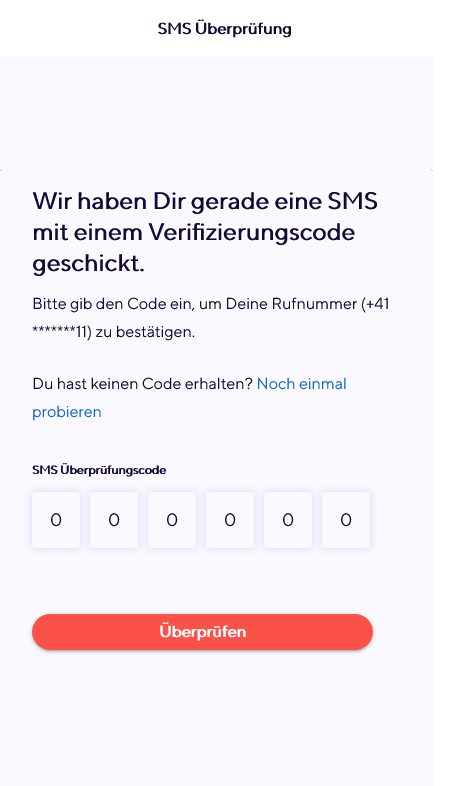 SMS Überprüfung
Wir haben Dir gerade eine SMS
mit einem Verifizierungscode
geschickt.
Bitte gib den Code ein, um Deine Rufnummer (+41
*******11) zu bestätigen.
Du hast keinen Code erhalten? Noch einmal
probieren
SMS Überprüfungscode
0 0 0 0 0 0
Überprüfen